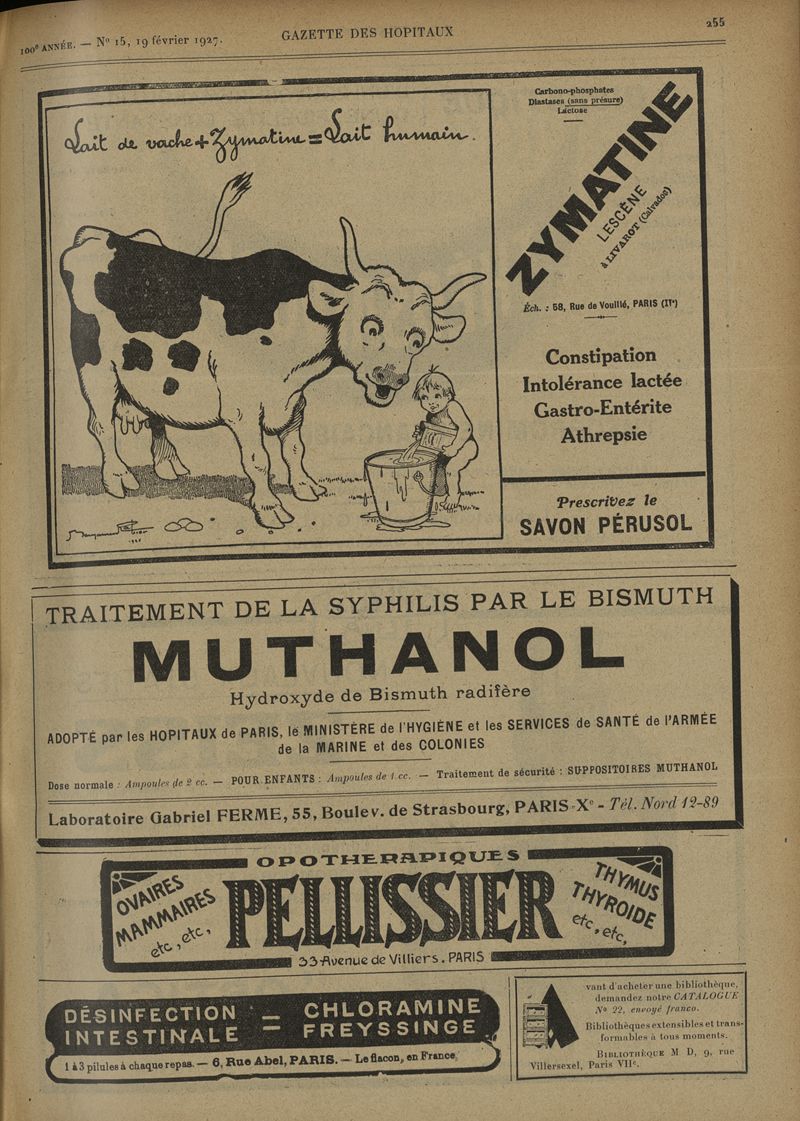 100e ANNÉE. — No 15, 19 février 1927.
GAZETTE DES HOPITAUX
255
Lait de vache + Zymatine = Lait humain.
Carbono-phosphates
Diastases (sans présure)
Lactose
ZYMATINE
LESCÈNE
à LIVAROT (Calvados)
Éch. : 58, Rue de Vouillé, PARIS
Constipation
Intolérance lactée
Gastro-Entérite
Athrepsie
Prescrivez le
SAVON PÉRUSOL
TRAITEMENT DE LA SYPHILIS PAR LE BISMUTH
MUTHANOL
Hydroxyde de Bismuth radifère
ADOPTÉ par les HOPITAUX de PARIS, le MINISTÈRE de l'HYGIÈNE et les SERVICES de SANTÉ de l'ARMÉE
de la MARINE et des COLONIES
Dose normale : Ampoules de 2 cc. — POUR ENFANTS : Ampoules de 1 cc. — Traitement de sécurité : SUPPOSITOIRES MUTHANOL
Laboratoire Gabriel FERME, 55, Boulev. de Strasbourg, PARIS-Xe - Tél. Nord 12-89
OPOTHERAPIQUES
OVAIRES
MAMMAIRES
etc, etc,
PELLISSIER
THYMUS
THYROIDE
etc, etc,
33 Avenue de Villiers. PARIS
DÉSINFECTION — CHLORAMINE
INTESTINALE — FREYSSINGE
1 à 3 pilules à chaque repas. — 6, Rue Abel, PARIS. — Le flacon, en France,
Avant d'acheter une bibliothèque,
demandez notre CATALOGUE
No 22, envoyé franco.
Bibliothèques extensibles et trans-
formables à tous moments.
BIBLIOTHÈQUE M D, 9, rue
Villersexel, Paris VIIe.